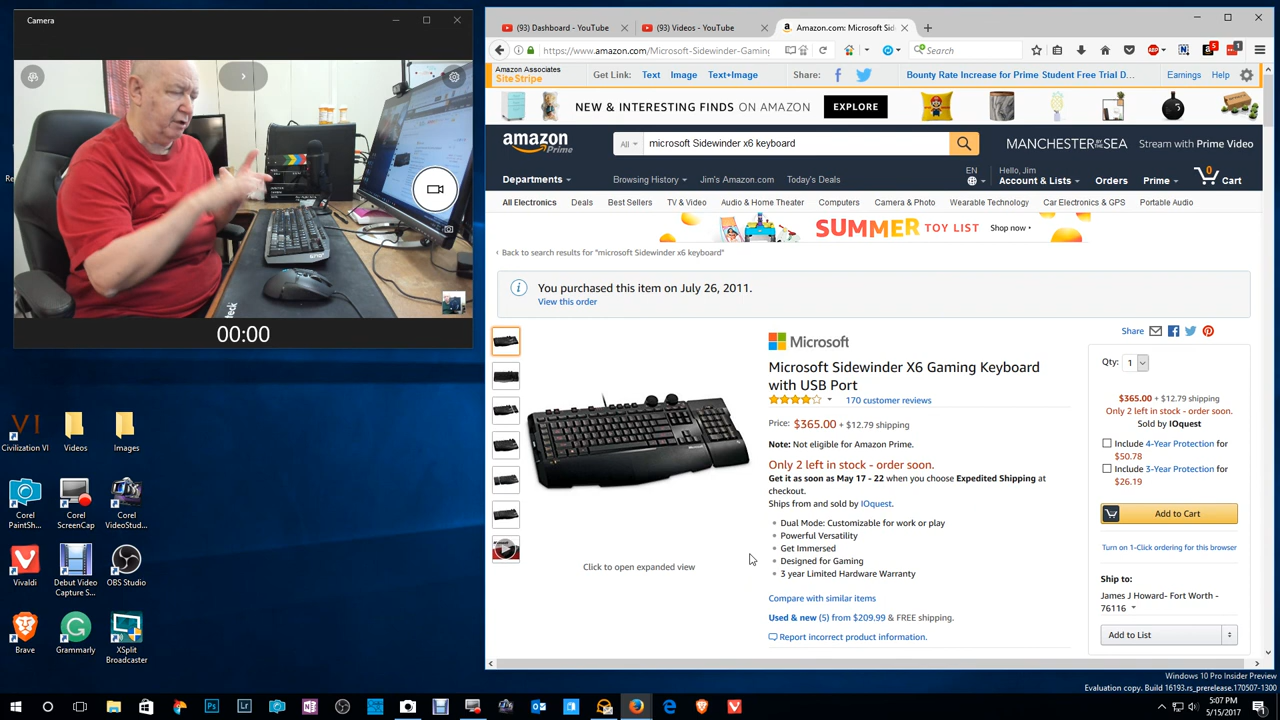 Camera
00:00
Civilization VI
Videos
Images
Corel PaintSh...
Corel ScreenCap
Corel VideoStud...
Vivaldi
Debut Video Capture S...
OBS Studio
Brave
Grammarly
XSplit Broadcaster
(93) Dashboard - YouTube
(93) Videos - YouTube
Amazon.com: Microsoft Sid
https://www.amazon.com/Microsoft-Sidewinder-Gaming
Search
Amazon Associates
SiteStripe
Get Link: Text Image Text+Image
Share:
Bounty Rate Increase for Prime Student Free Trial D...
Earnings Help
NEW & INTERESTING FINDS ON AMAZON EXPLORE
amazon Prime
All
microsoft Sidewinder x6 keyboard
MANCHESTER BY THE SEA Stream with Prime Video
Departments
Browsing History Jim's Amazon.com Today's Deals
EN
Hello, Jim
Account & Lists
Orders
Prime
0
Cart
All Electronics Deals Best Sellers TV & Video Audio & Home Theater Computers Camera & Photo Wearable Technology Car Electronics & GPS Portable Audio
SUMMER TOY LIST Shop now
‹ Back to search results for "microsoft Sidewinder x6 keyboard"
You purchased this item on July 26, 2011.
View this order
Click to open expanded view
Microsoft
Microsoft Sidewinder X6 Gaming Keyboard
with USB Port
170 customer reviews
Price: $365.00 + $12.79 shipping
Note: Not eligible for Amazon Prime.
Only 2 left in stock - order soon.
Get it as soon as May 17 - 22 when you choose Expedited Shipping at
checkout.
Ships from and sold by IOquest.
Dual Mode: Customizable for work or play
Powerful Versatility
Get Immersed
Designed for Gaming
3 year Limited Hardware Warranty
Compare with similar items
Used & new (5) from $209.99 & FREE shipping.
Report incorrect product information.
Share
Qty: 1
$365.00 + $12.79 shipping
Only 2 left in stock - order soon.
Sold by IOquest
Include 4-Year Protection for
$50.78
Include 3-Year Protection for
$26.19
Add to Cart
Turn on 1-Click ordering for this browser
Ship to:
James J Howard- Fort Worth -
76116
Add to List
Windows 10 Pro Insider Preview
Evaluation copy. Build 16193.rs_prerelease.170507-1300
5:07 PM
5/15/2017